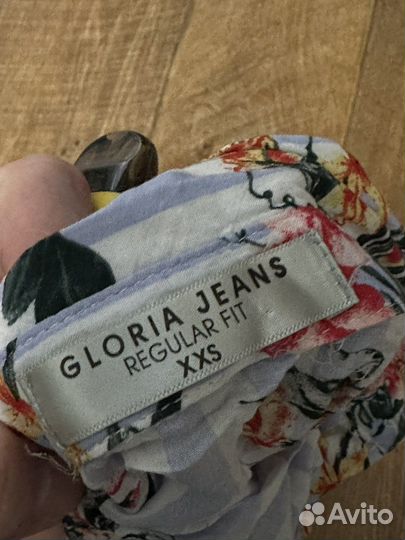 GLORIA JEANS
REGULAR FIT
XXS
Avito